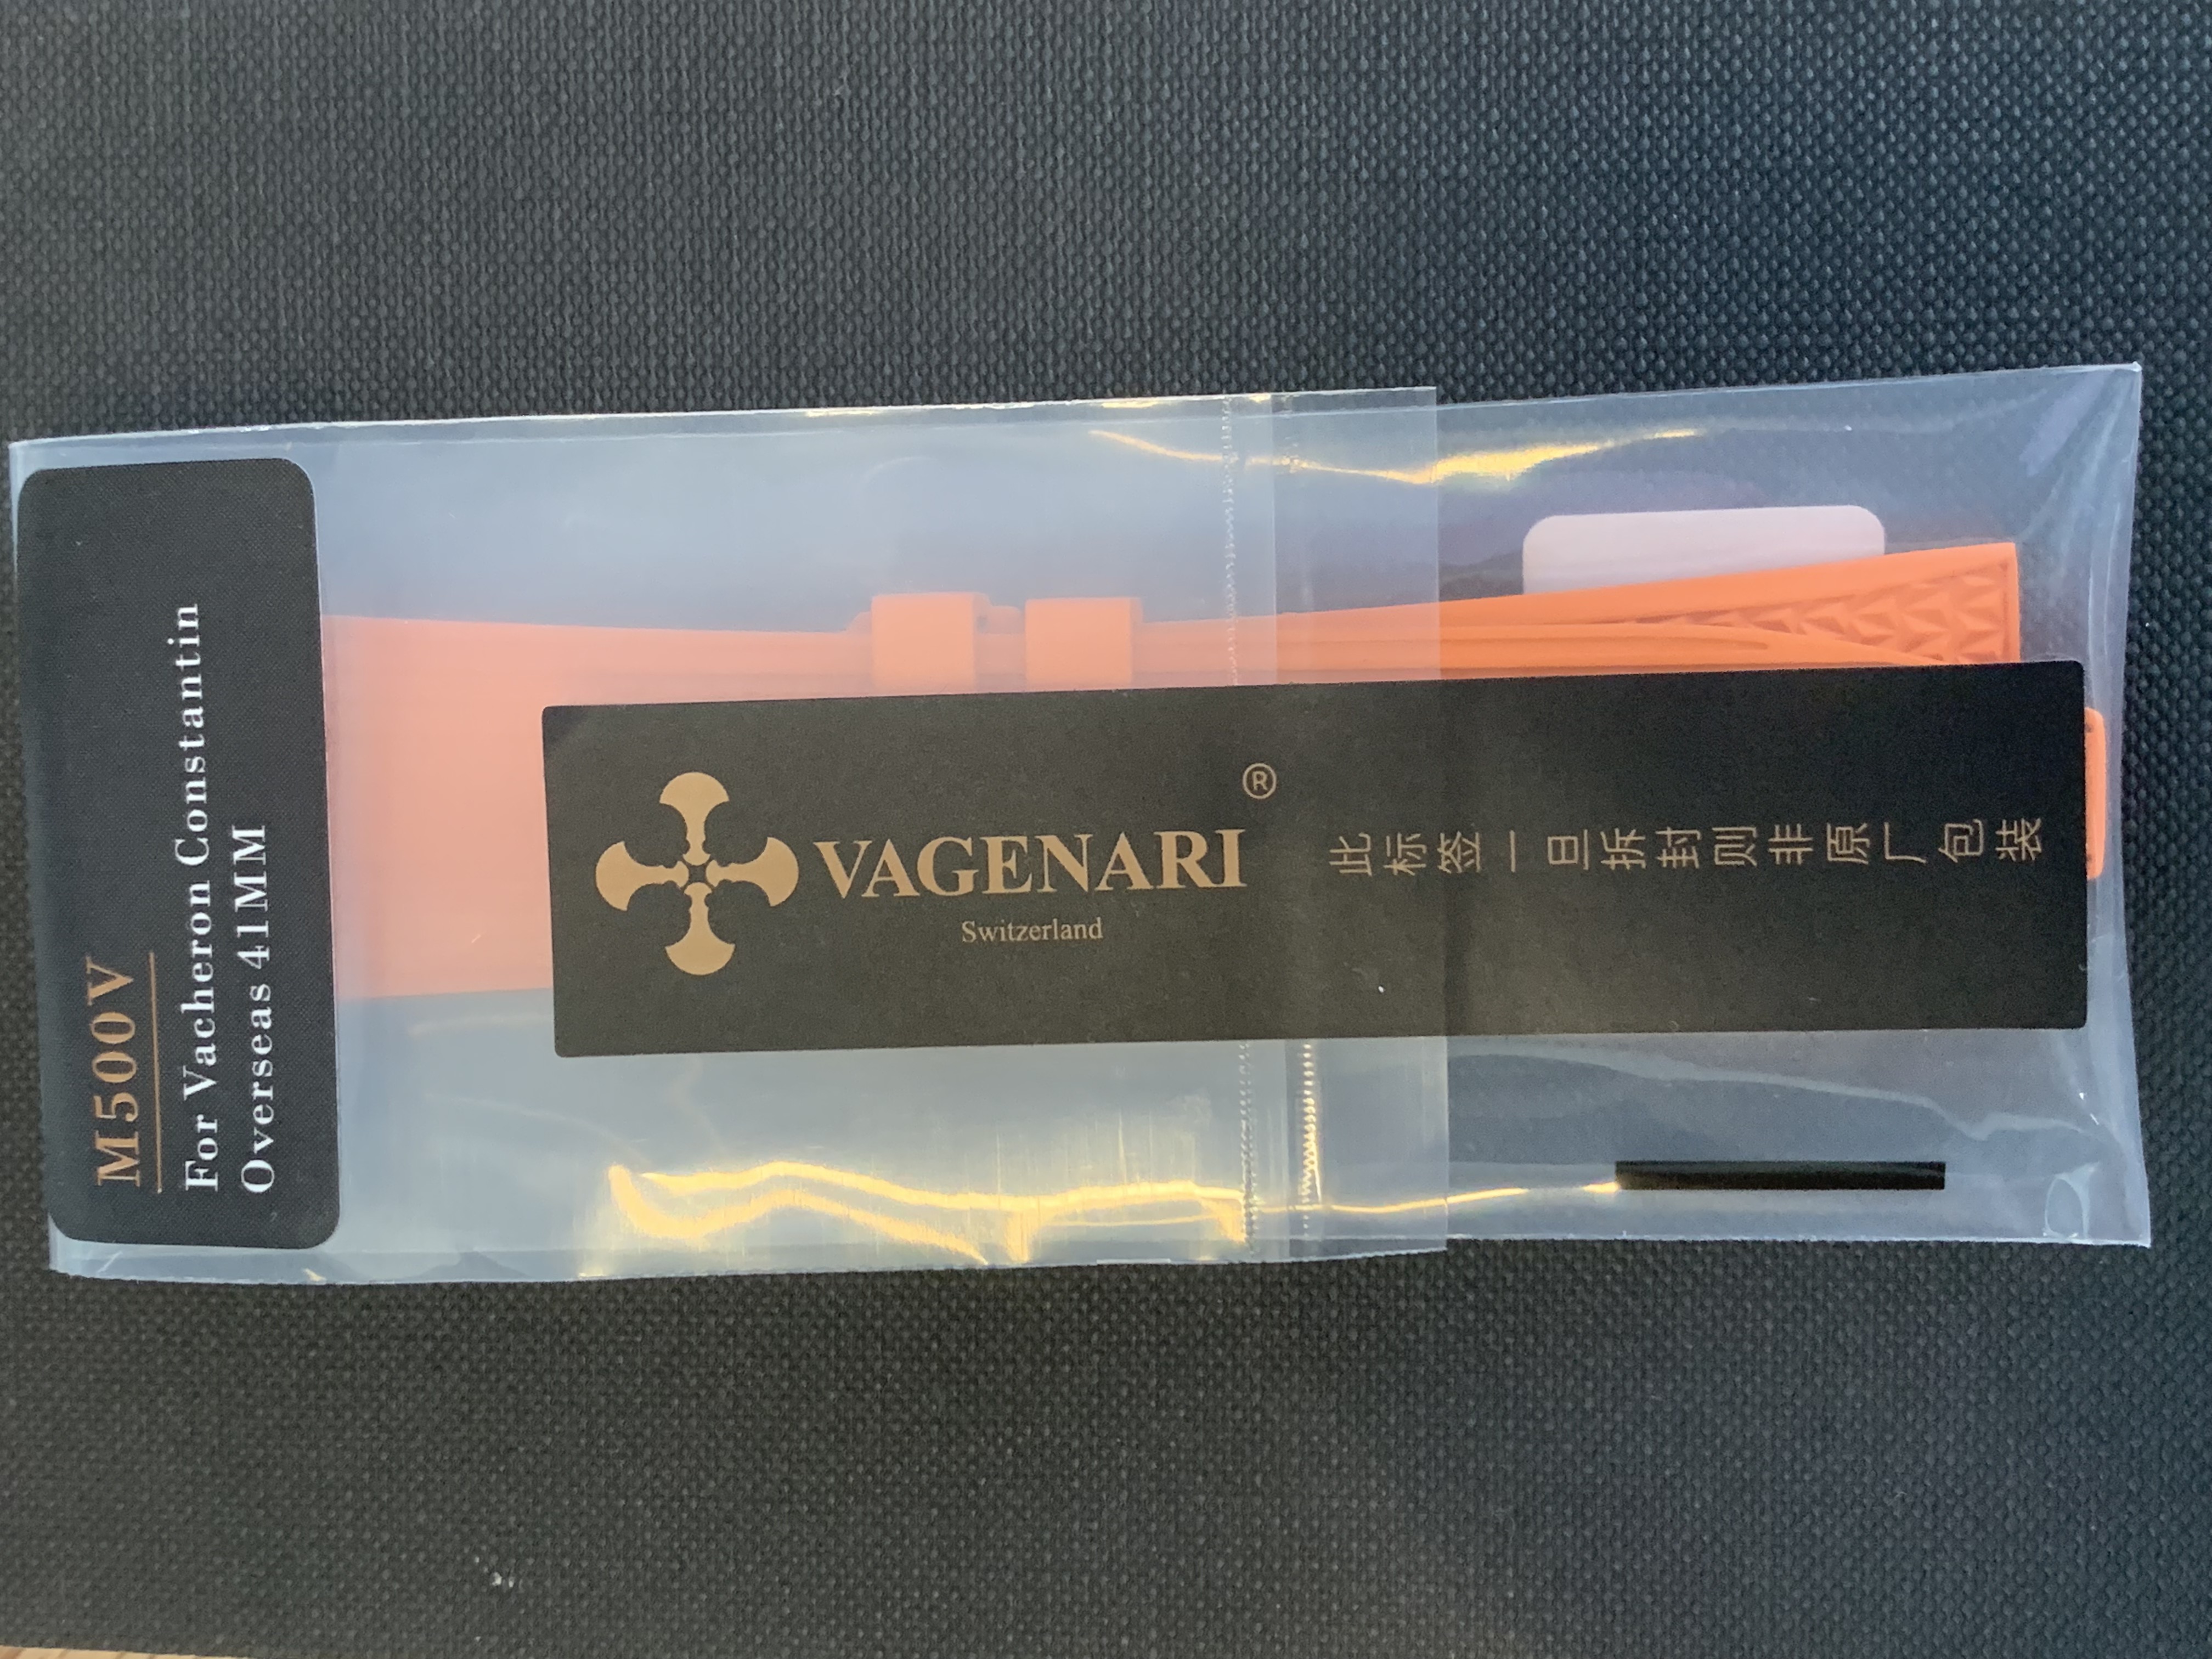 M500V
For Vacheron Constantin
Overseas 41MM
VAGENARI®
Switzerland
此标签一旦拆封则非原厂包装